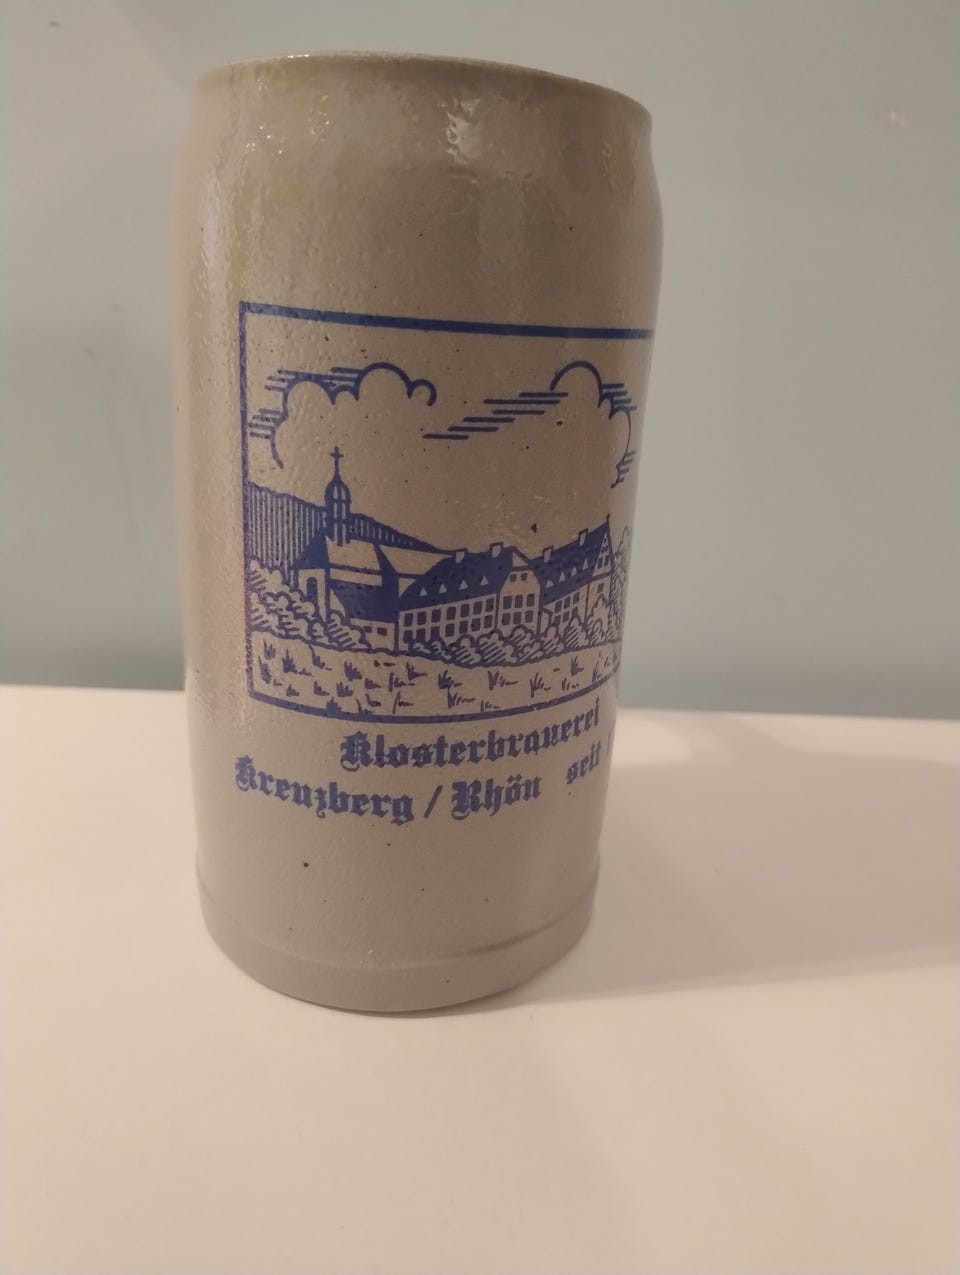 Klosterbrauerei
Kreuzberg / Rhön seit